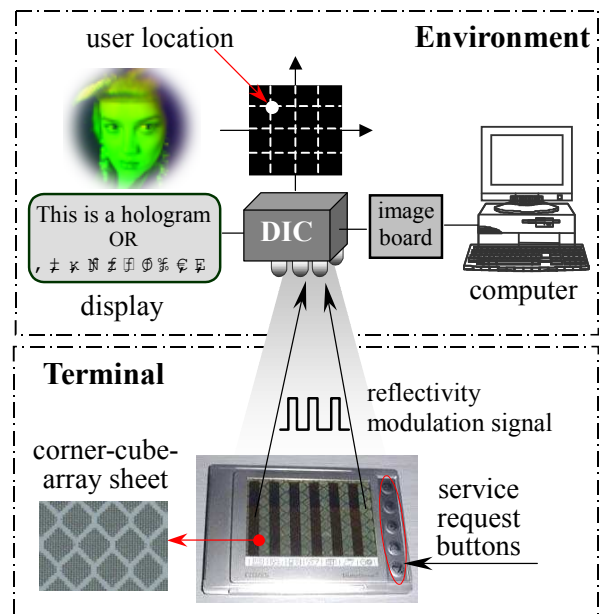 user location
Environment
This is a hologram
OR
DIC
image
board
display
computer
Terminal
reflectivity
modulation signal
corner-cube-
array sheet
service
request
buttons